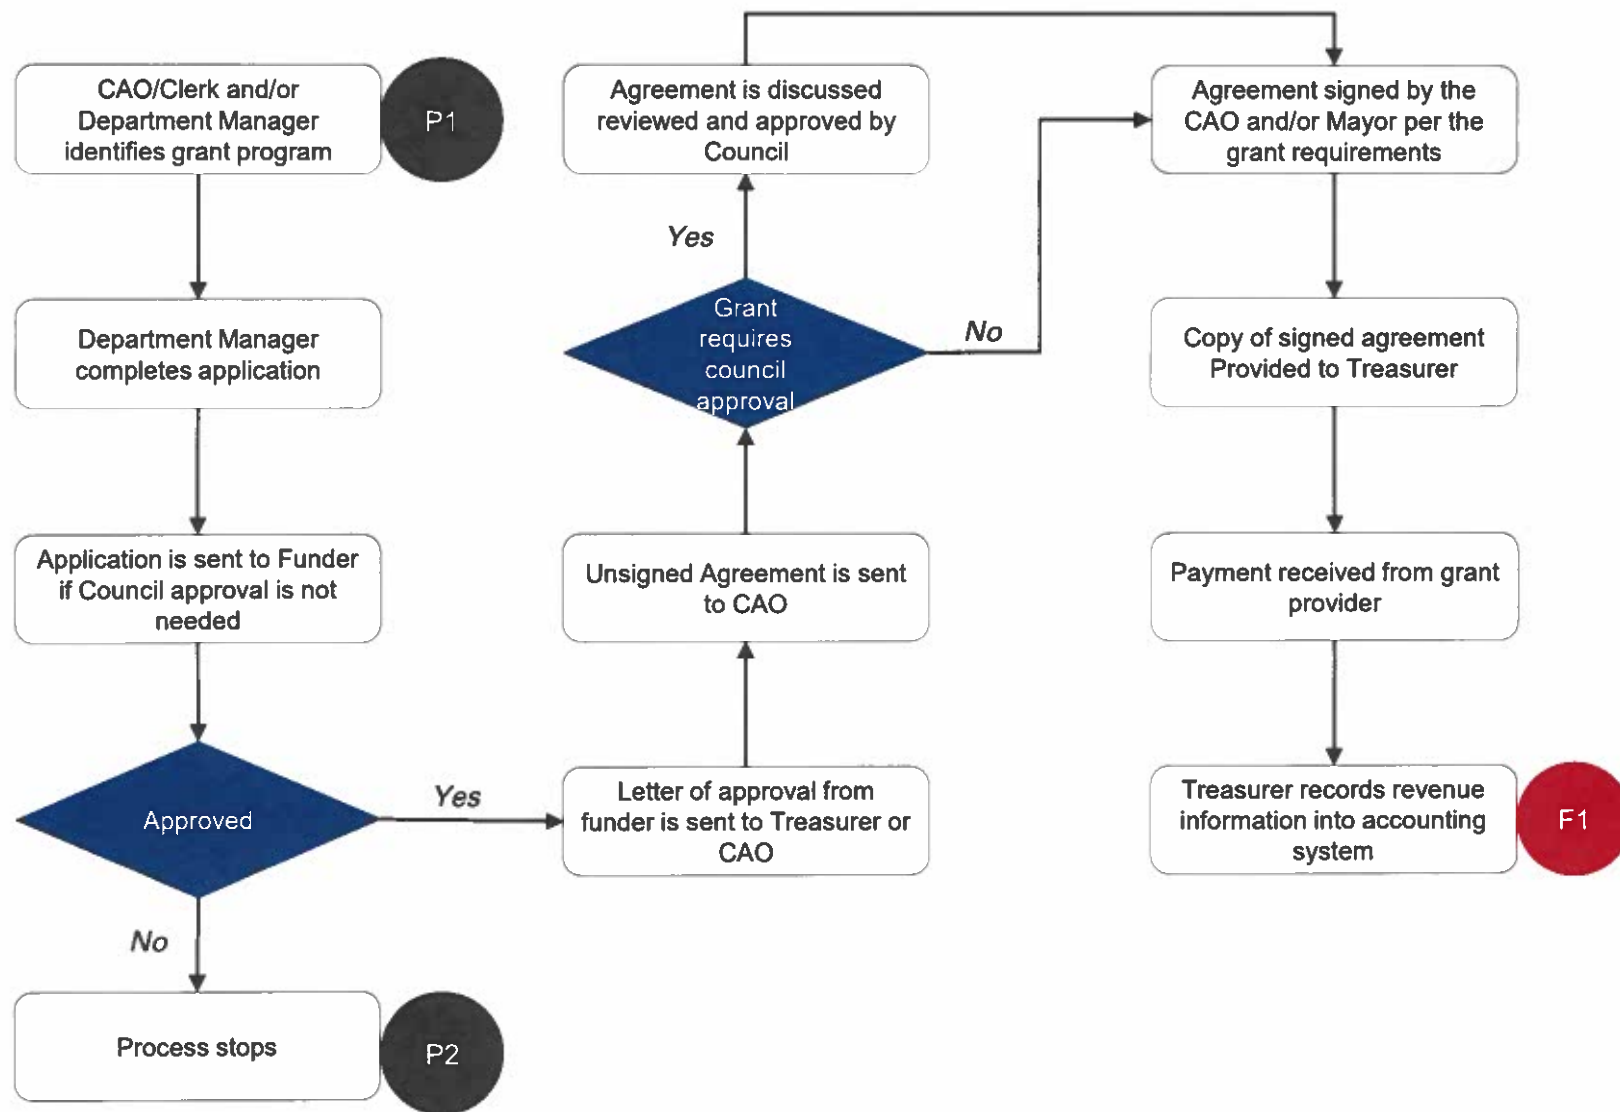 CAO/Clerk and/or
Department Manager
identifies grant program
P1
Department Manager
completes application
Application is sent to Funder
if Council approval is not
needed
Approved
Yes
No
Process stops
P2
Letter of approval from
funder is sent to Treasurer or
CAO
Unsigned Agreement is sent
to CAO
Grant
requires
council
approval
Yes
No
Agreement is discussed
reviewed and approved by
Council
Agreement signed by the
CAO and/or Mayor per the
grant requirements
Copy of signed agreement
Provided to Treasurer
Payment received from grant
provider
Treasurer records revenue
information into accounting
system
F1